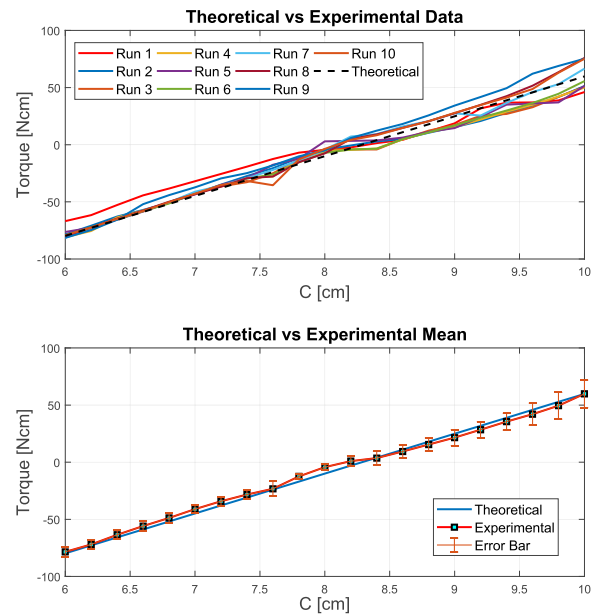 Theoretical vs Experimental Data
100
50
0
-50
-100
Torque [Ncm]
Run 1 Run 4 Run 7 Run 10
Run 2 Run 5 Run 8 Theoretical
Run 3 Run 6 Run 9
6 6.5 7 7.5 8 8.5 9 9.5 10
C [cm]
Theoretical vs Experimental Mean
100
50
0
-50
-100
Torque [Ncm]
Theoretical
Experimental
Error Bar
6 6.5 7 7.5 8 8.5 9 9.5 10
C [cm]